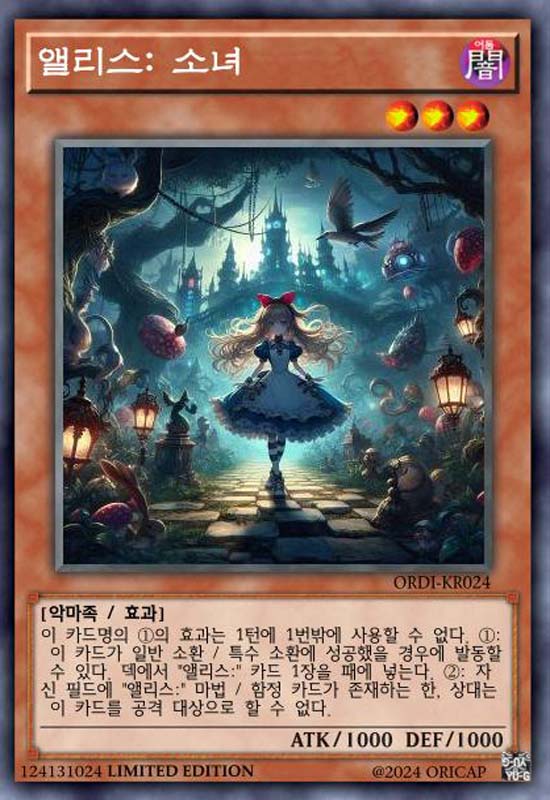 앨리스: 소녀
어둠
闇
ORDI-KR024
[악마족 / 효과]
이 카드명의 ①의 효과는 1턴에 1번밖에 사용할 수 없다. ①:
이 카드가 일반 소환 / 특수 소환에 성공했을 경우에 발동할
수 있다. 덱에서 "앨리스:" 카드 1장을 패에 넣는다. ②: 자
신 필드에 "앨리스:" 마법 / 함정 카드가 존재하는 한, 상대는
이 카드를 공격 대상으로 할 수 없다.
ATK/1000 DEF/1000
124131024 LIMITED EDITION
©2024 ORICAP